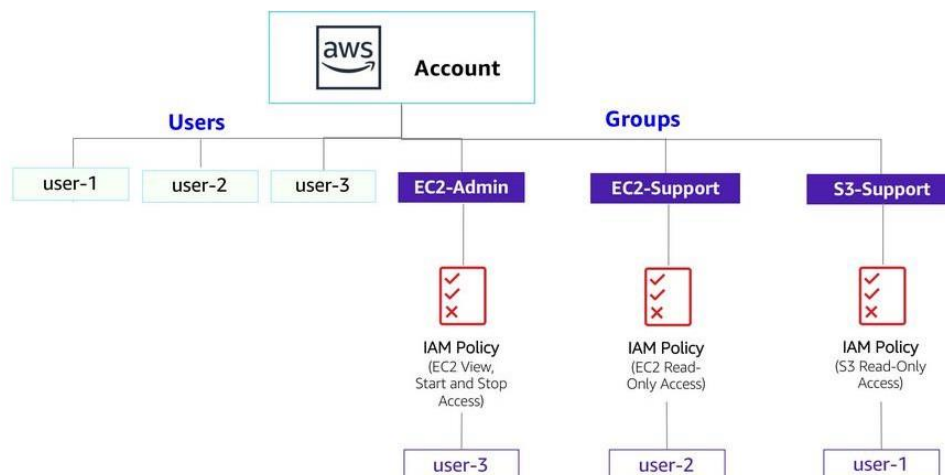 aws
Account
Users
Groups
user-1
user-2
user-3
EC2-Admin
EC2-Support
S3-Support
IAM Policy
(EC2 View,
Start and Stop
Access)
IAM Policy
(EC2 Read-
Only Access)
IAM Policy
(S3 Read-Only
Access)
user-3
user-2
user-1